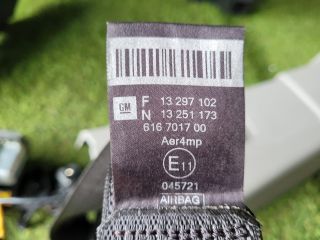 GM F 13 297 102
N 13 251 173
616 7017 00
Aer4mp
E11
045721
AIRBAG